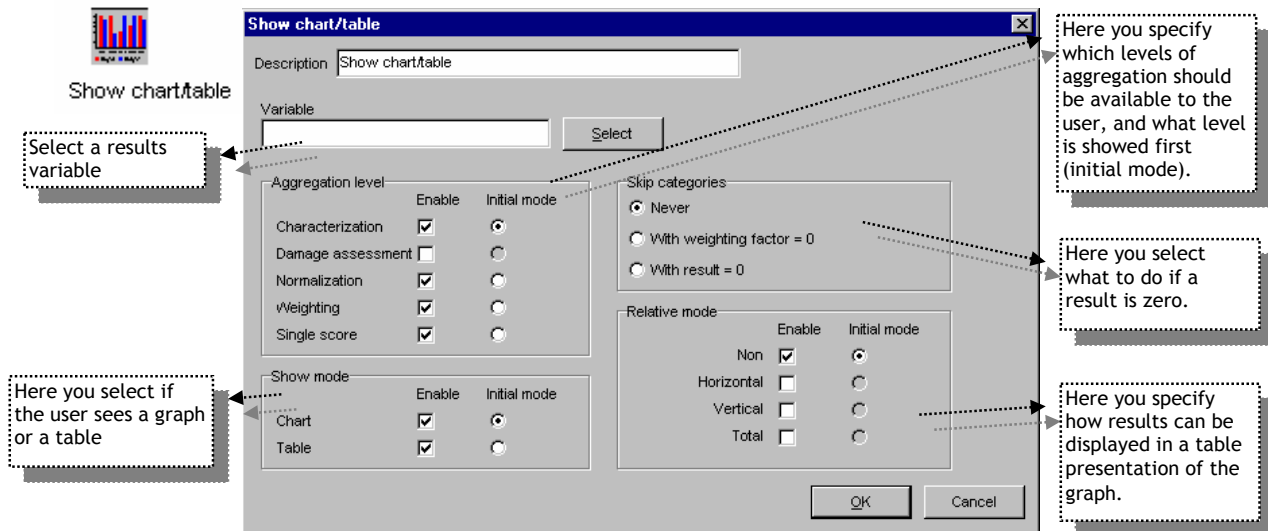 Show chart/table
Show chart/table
Description Show chart/table
Variable
Select
Aggregation level
Enable Initial mode
Characterization
Damage assessment
Normalization
Weighting
Single score
Show mode
Enable Initial mode
Chart
Table
Skip categories
Never
With weighting factor = 0
With result = 0
Relative mode
Enable Initial mode
Non
Horizontal
Vertical
Total
OK Cancel
Select a results
variable
Here you select if
the user sees a graph
or a table
Here you specify
which levels of
aggregation should
be available to the
user, and what level
is showed first
(initial mode).
Here you select
what to do if a
result is zero.
Here you specify
how results can be
displayed in a table
presentation of the
graph.